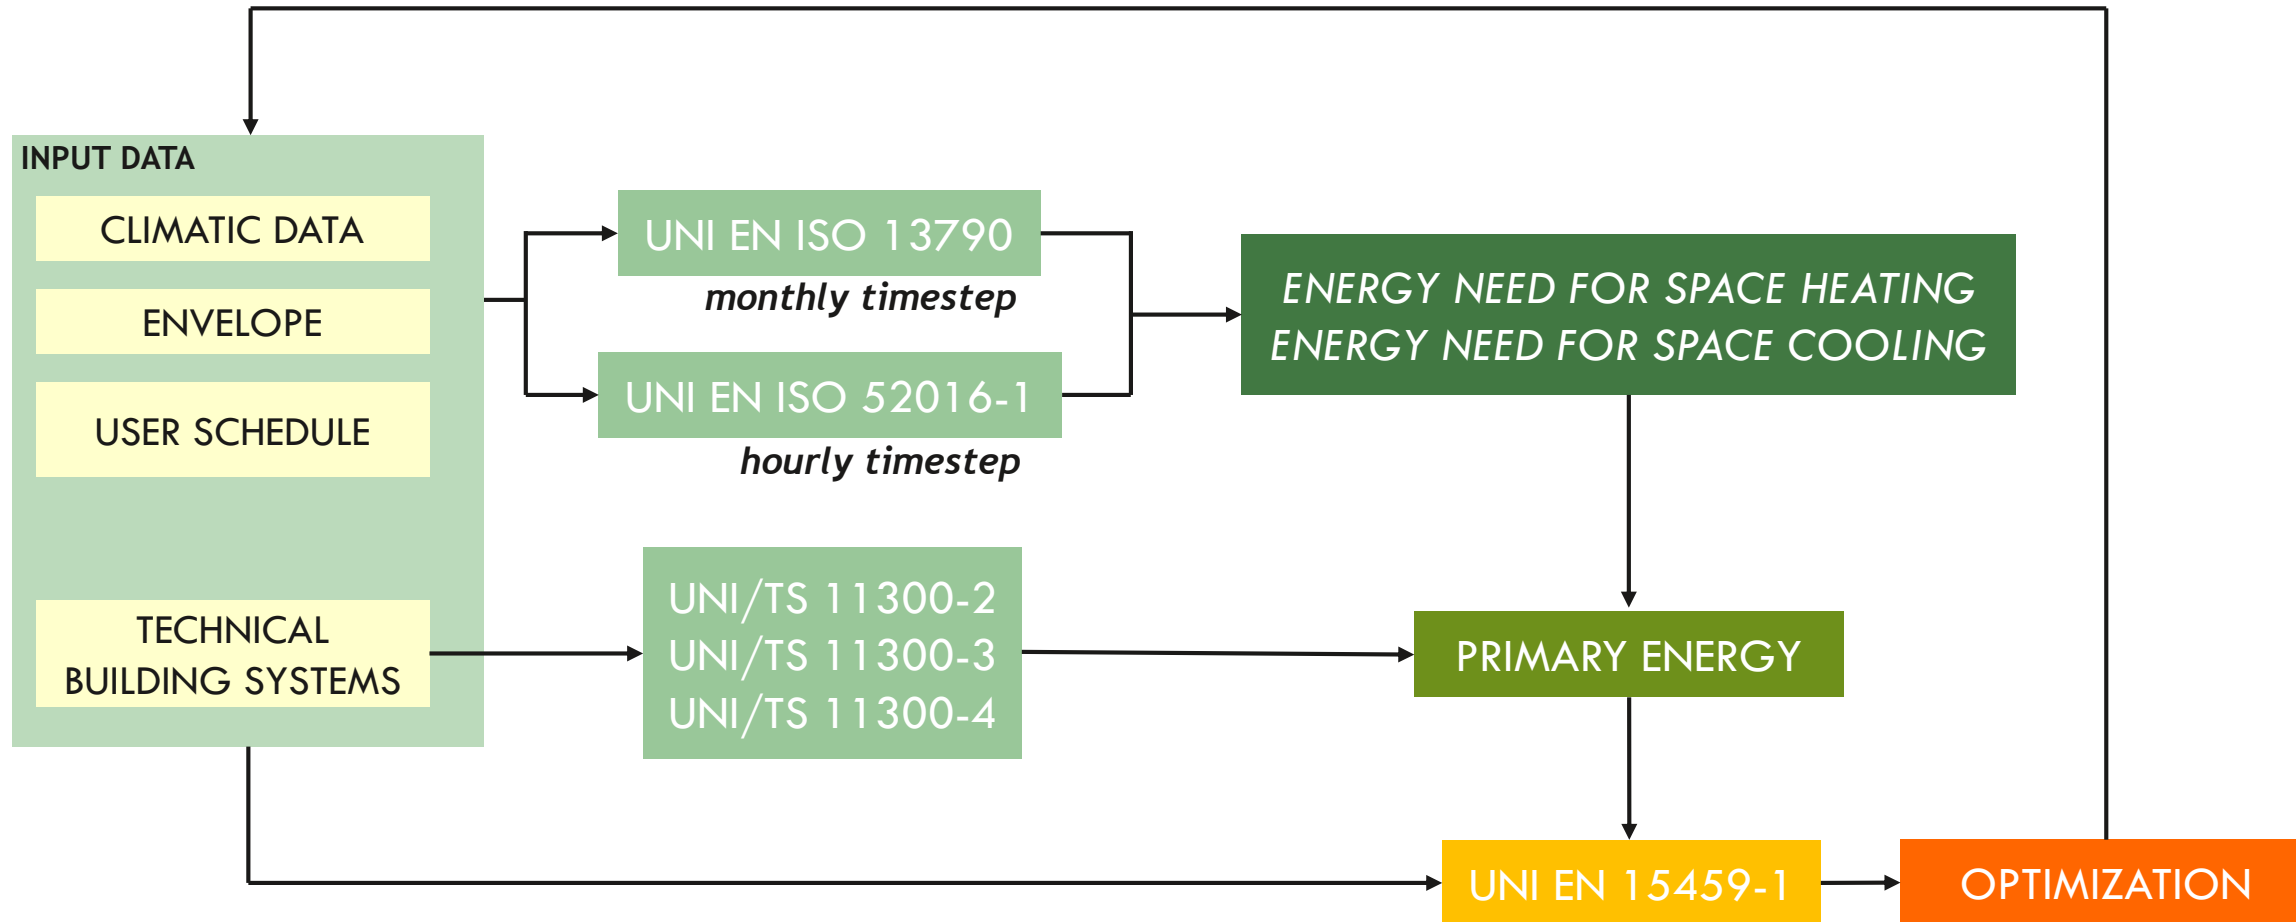 INPUT DATA
CLIMATIC DATA
ENVELOPE
USER SCHEDULE
TECHNICAL
BUILDING SYSTEMS
UNI EN ISO 13790
monthly timestep
UNI EN ISO 52016-1
hourly timestep
UNI/TS 11300-2
UNI/TS 11300-3
UNI/TS 11300-4
ENERGY NEED FOR SPACE HEATING
ENERGY NEED FOR SPACE COOLING
PRIMARY ENERGY
UNI EN 15459-1
OPTIMIZATION